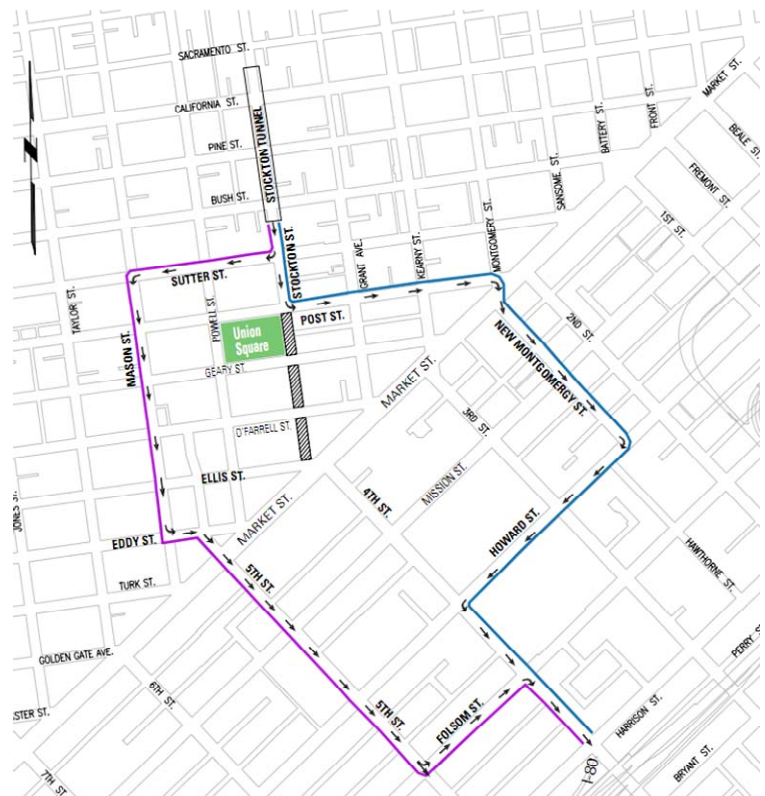 SACRAMENTO ST.
MARKET ST.
CALIFORNIA ST.
STOCKTON TUNNEL
FRONT ST.
BATTERY ST.
BEALE ST.
PINE ST.
FREMONT ST.
SANSOME ST.
BUSH ST.
1ST ST.
MONTGOMERY ST.
KEARNY ST.
GRANT AVE.
STOCKTON ST.
SUTTER ST.
TAYLOR ST.
POWELL ST.
POST ST.
Union
Square
2ND ST.
MASON ST.
NEW MONTGOMERGY ST.
GEARY ST.
MARKET ST.
3RD ST.
O'FARRELL ST.
ELLIS ST.
MISSION ST.
4TH ST.
JONES ST.
MARKET ST.
HOWARD ST.
EDDY ST.
HAWTHORNE ST.
TURK ST.
5TH ST.
GOLDEN GATE AVE.
PERRY ST.
6TH ST.
5TH ST.
FOLSOM ST.
HARRISON ST.
STER ST.
BRYANT ST.
I-80
7TH ST.
N